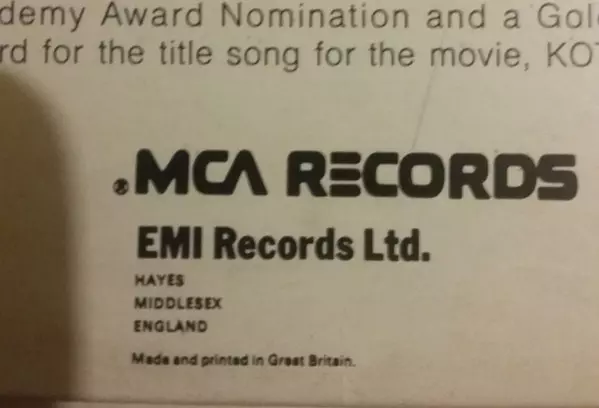 demy Award Nomination and a Gol
rd for the title song for the movie, KOT
® MCA RECORDS
EMI Records Ltd.
HAYES
MIDDLESEX
ENGLAND
Made and printed in Great Britain.